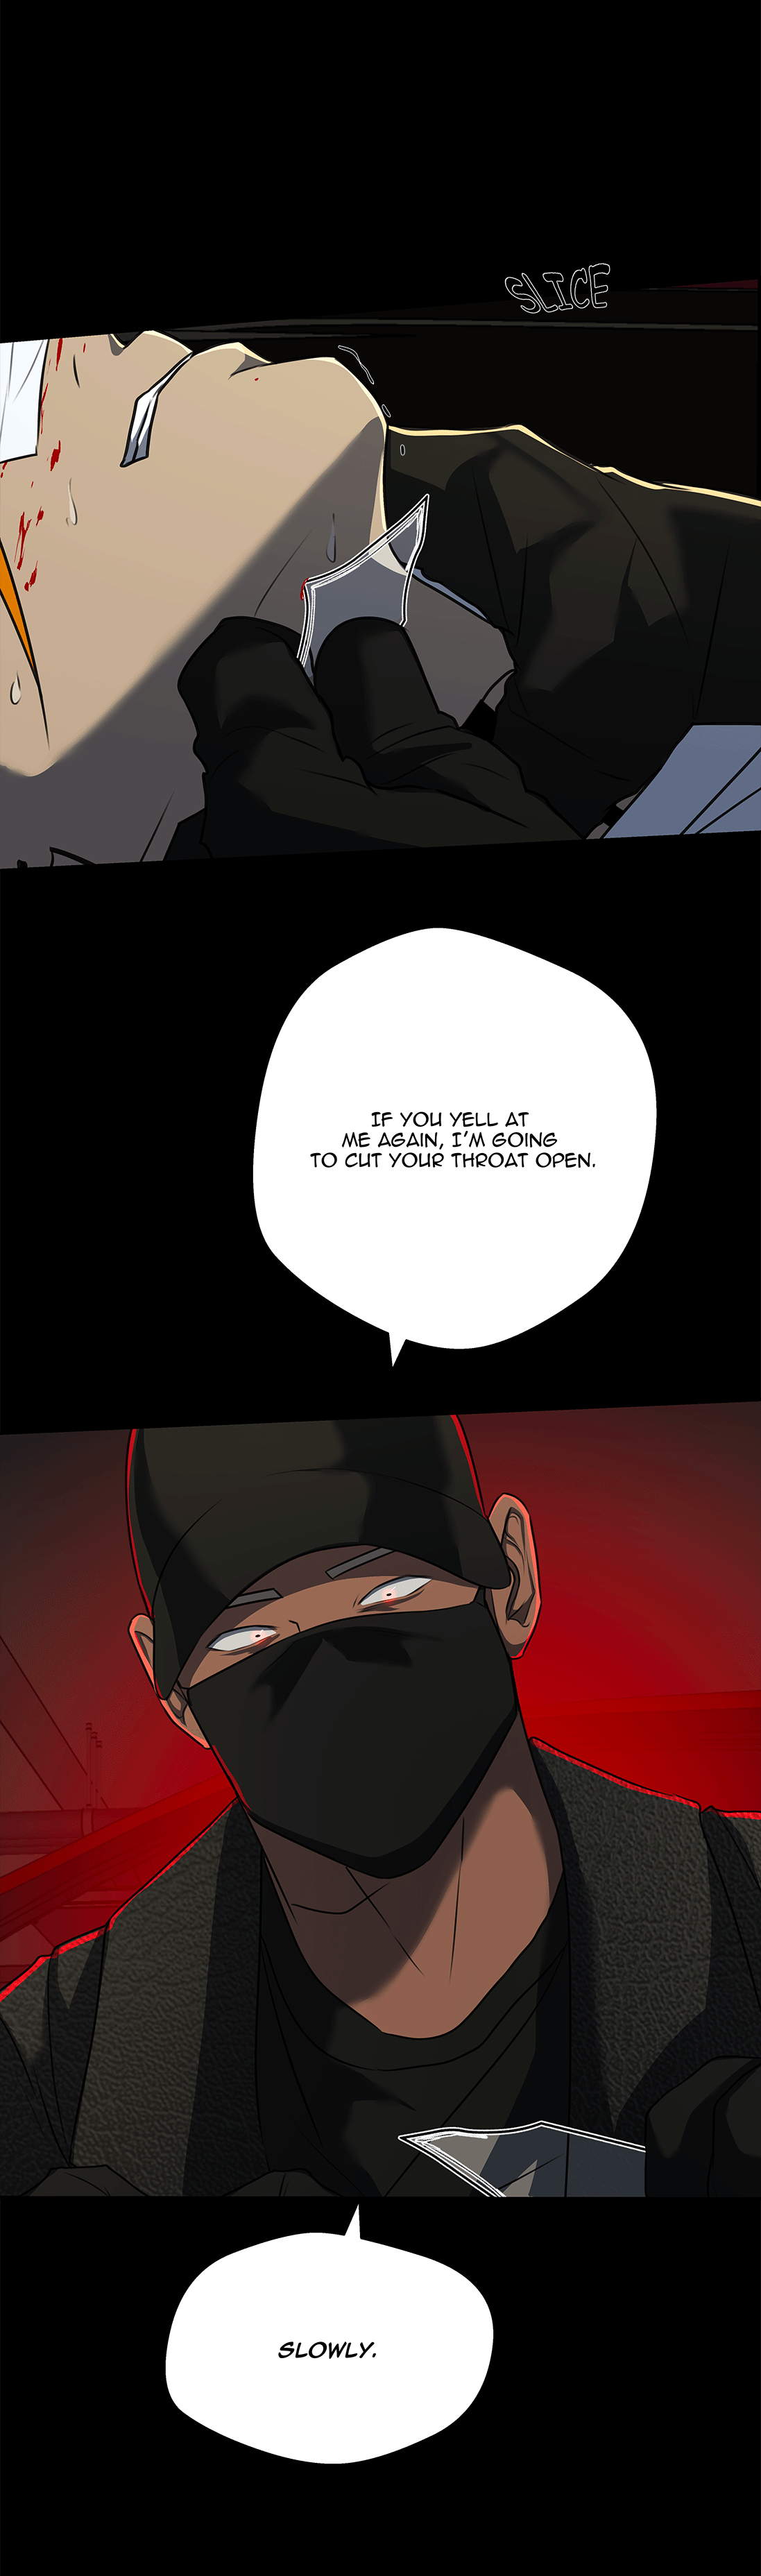 SLICE
IF YOU YELL AT
ME AGAIN, I'M GOING
TO CUT YOUR THROAT OPEN.
SLOWLY.